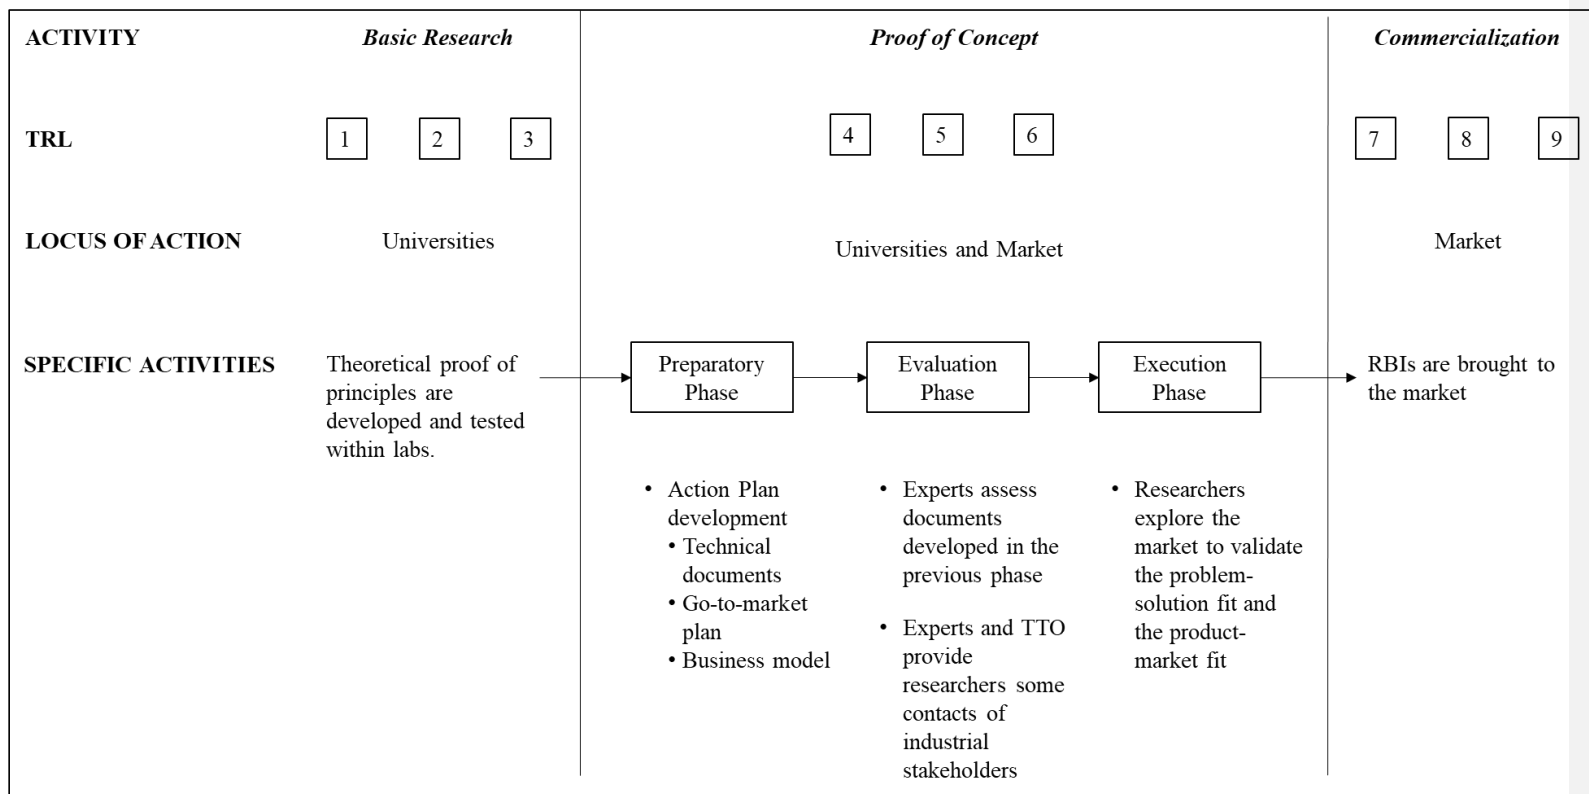 ACTIVITY
Basic Research
Proof of Concept
Commercialization
TRL
1
2
3
4
5
6
7
8
9
LOCUS OF ACTION
Universities
Universities and Market
Market
SPECIFIC ACTIVITIES
Theoretical proof of
principles are
developed and tested
within labs.
Preparatory
Phase
Evaluation
Phase
Execution
Phase
RBIs are brought to
the market
• Action Plan
development
• Technical
documents
• Go-to-market
plan
• Business model
• Experts assess
documents
developed in the
previous phase
• Experts and TTO
provide
researchers some
contacts of
industrial
stakeholders
• Researchers
explore the
market to validate
the problem-
solution fit and
the product-
market fit